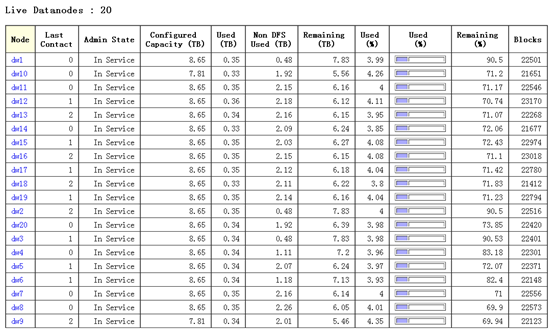 Live Datanodes : 20
Node Last Contact Admin State Configured Capacity (TB) Used (TB) Non DFS Used (TB) Remaining (TB) Used (%) Used (%) Remaining (%) Blocks
dw1 0 In Service 8.65 0.35 0.48 7.83 3.99 90.5 22501
dw10 0 In Service 7.81 0.33 1.92 5.56 4.26 71.2 21651
dw11 0 In Service 8.65 0.35 2.15 6.16 4 71.17 22546
dw12 1 In Service 8.65 0.36 2.18 6.12 4.11 70.74 23170
dw13 2 In Service 8.65 0.34 2.16 6.15 3.95 71.07 22268
dw14 0 In Service 8.65 0.33 2.09 6.24 3.85 72.06 21677
dw15 1 In Service 8.65 0.35 2.03 6.27 4.08 72.43 22974
dw16 2 In Service 8.65 0.35 2.15 6.15 4.08 71.1 23018
dw17 1 In Service 8.65 0.35 2.12 6.18 4.04 71.42 22780
dw18 2 In Service 8.65 0.33 2.11 6.22 3.8 71.83 21412
dw19 1 In Service 8.65 0.35 2.14 6.16 4.04 71.23 22794
dw2 2 In Service 8.65 0.35 0.48 7.83 4 90.5 22516
dw20 0 In Service 8.65 0.34 1.92 6.39 3.98 73.85 22420
dw3 1 In Service 8.65 0.34 0.48 7.83 3.98 90.53 22401
dw4 0 In Service 8.65 0.34 1.11 7.2 3.96 83.18 22301
dw5 1 In Service 8.65 0.34 2.07 6.24 3.97 72.07 22371
dw6 1 In Service 8.65 0.34 1.18 7.13 3.93 82.4 22148
dw7 0 In Service 8.65 0.35 2.16 6.14 4 71 22556
dw8 0 In Service 8.65 0.35 2.26 6.05 4.01 69.9 22573
dw9 2 In Service 7.81 0.34 2.01 5.46 4.35 69.94 22123